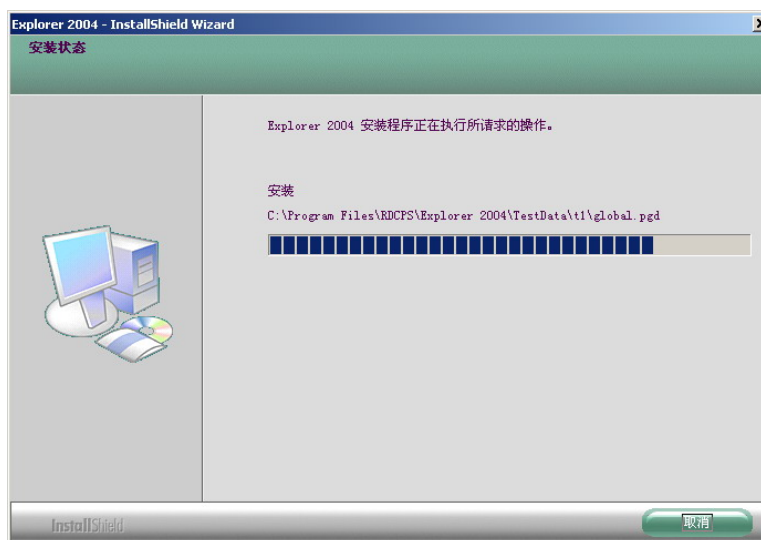 Explorer 2004 - InstallShield Wizard
安装状态
Explorer 2004 安装程序正在执行所请求的操作。
安装
C:\Program Files\RDCPS\Explorer 2004\TestData\t1\global.pgd
InstallShield
取消